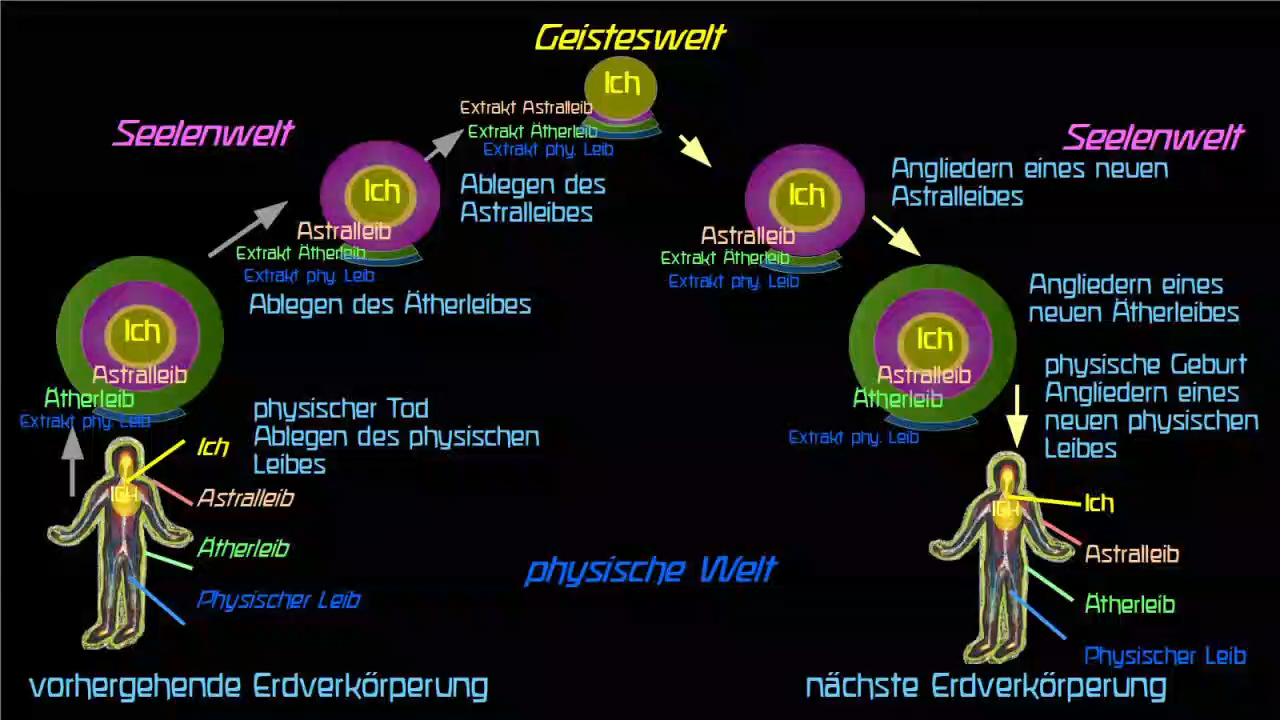 Geisteswelt
Ich
Extrakt Astralleib
Extrakt Ätherleib
Extrakt phy. Leib
Seelenwelt
Ich
Astralleib
Extrakt Ätherleib
Extrakt phy. Leib
Ablegen des
Astralleibes
Ablegen des Ätherleibes
Ich
Astralleib
Ätherleib
Extrakt phy. Leib
physischer Tod
Ablegen des physischen
Leibes
ICH
Ich
Astralleib
Ätherleib
Physischer Leib
vorhergehende Erdverkörperung
physische Welt
Seelenwelt
Angliedern eines neuen
Astralleibes
Ich
Astralleib
Extrakt Ätherleib
Extrakt phy. Leib
Angliedern eines
neuen Ätherleibes
Ich
Astralleib
Ätherleib
Extrakt phy. Leib
physische Geburt
Angliedern eines
neuen physischen
Leibes
ICH
Ich
Astralleib
Ätherleib
Physischer Leib
nächste Erdverkörperung